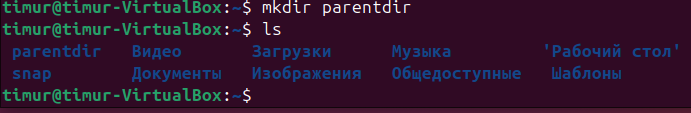 timur@timur-VirtualBox:~$ mkdir parentdir
timur@timur-VirtualBox:~$ ls
parentdir Видео Загрузки Музыка 'Рабочий стол'
snap Документы Изображения Общедоступные Шаблоны
timur@timur-VirtualBox:~$